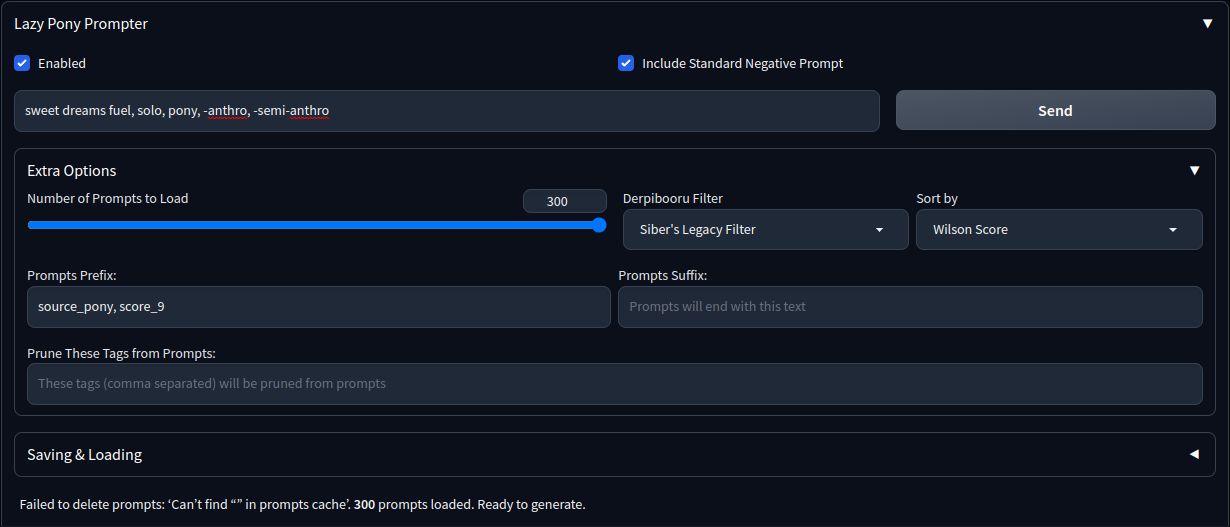 Lazy Pony Prompter ▼
Enabled
Include Standard Negative Prompt
sweet dreams fuel, solo, pony, -anthro, -semi-anthro
Send
Extra Options ▼
Number of Prompts to Load
300
Derpibooru Filter
Siber's Legacy Filter
Sort by
Wilson Score
Prompts Prefix:
source_pony, score_9
Prompts Suffix:
Prompts will end with this text
Prune These Tags from Prompts:
These tags (comma separated) will be pruned from prompts
Saving & Loading ◀
Failed to delete prompts: ‘Can’t find “” in prompts cache’. 300 prompts loaded. Ready to generate.